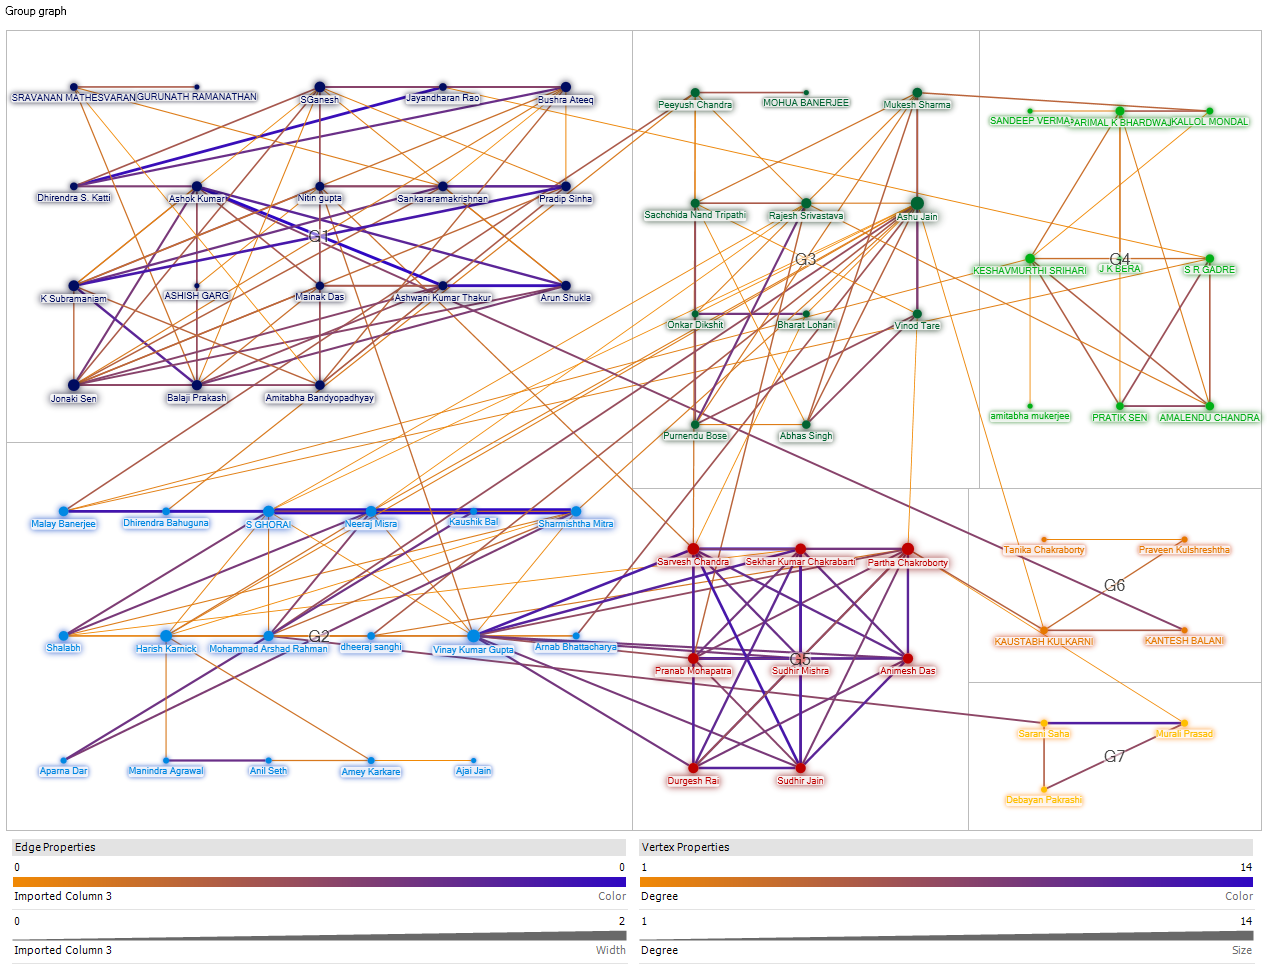 Group graph
SRAVANAN MATHESVARAN
GURUNATH RAMANATHAN
SGanesh
Jayandharan Rao
Bushra Ateeq
Dhirendra S. Katti
Ashok Kumar
Nitin gupta
Sankararamakrishnan
Pradip Sinha
G1
K Subramaniam
ASHISH GARG
Mainak Das
Ashwani Kumar Thakur
Arun Shukla
Jonaki Sen
Balaji Prakash
Amitabha Bandyopadhyay
Peeyush Chandra
MOHUA BANERJEE
Mukesh Sharma
Sachchida Nand Tripathi
Rajesh Srivastava
Ashu Jain
G3
Onkar Dikshit
Bharat Lohani
Vinod Tare
Purnendu Bose
Abhas Singh
SANDEEP VERMA
PARIMAL K BHARDWAJ
KALLOL MONDAL
KESHAVMURTHI SRIHARI
G4
J K BERA
S R GADRE
amitabha mukerjee
PRATIK SEN
AMALENDU CHANDRA
Malay Banerjee
Dhirendra Bahuguna
S GHORAI
Neeraj Misra
Kaushik Bal
Sharmishtha Mitra
Shalabh
Harish Karnick
Mohammad Arshad Rahman
G2
dheeraj sanghi
Vinay Kumar Gupta
Arnab Bhattacharya
Aparna Dar
Manindra Agrawal
Anil Seth
Amey Karkare
Ajai Jain
Sarvesh Chandra
Sekhar Kumar Chakrabarti
Partha Chakroborty
G5
Pranab Mohapatra
Sudhir Mishra
Animesh Das
Durgesh Rai
Sudhir Jain
Tanika Chakraborty
Praveen Kulshreshtha
G6
KAUSTABH KULKARNI
KANTESH BALANI
Sarani Saha
Murali Prasad
G7
Debayan Pakrashi
Edge Properties
0 0
Imported Column 3 Color
0 2
Imported Column 3 Width
Vertex Properties
1 14
Degree Color
1 14
Degree Size